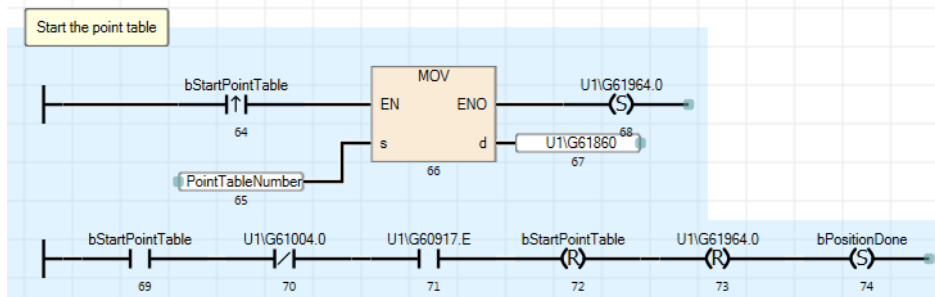 Start the point table
MOV
bStartPointTable
U1\G61964.0
EN
ENO
(S)
64
68
s
d
U1\G61860
66
67
PointTableNumber
65
bStartPointTable
U1\G61004.0
U1\G60917.E
bStartPointTable
U1\G61964.0
bPositionDone
(R)
(R)
(S)
69
70
71
72
73
74